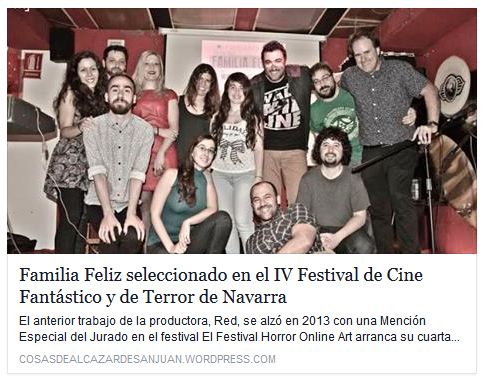 FAMILIA FELIZ
Familia Feliz seleccionado en el IV Festival de Cine
Fantástico y de Terror de Navarra
El anterior trabajo de la productora, Red, se alzó en 2013 con una Mención
Especial del Jurado en el festival El Festival Horror Online Art arranca su cuarta...
COSASDEALCAZARDESANJUAN.WORDPRESS.COM